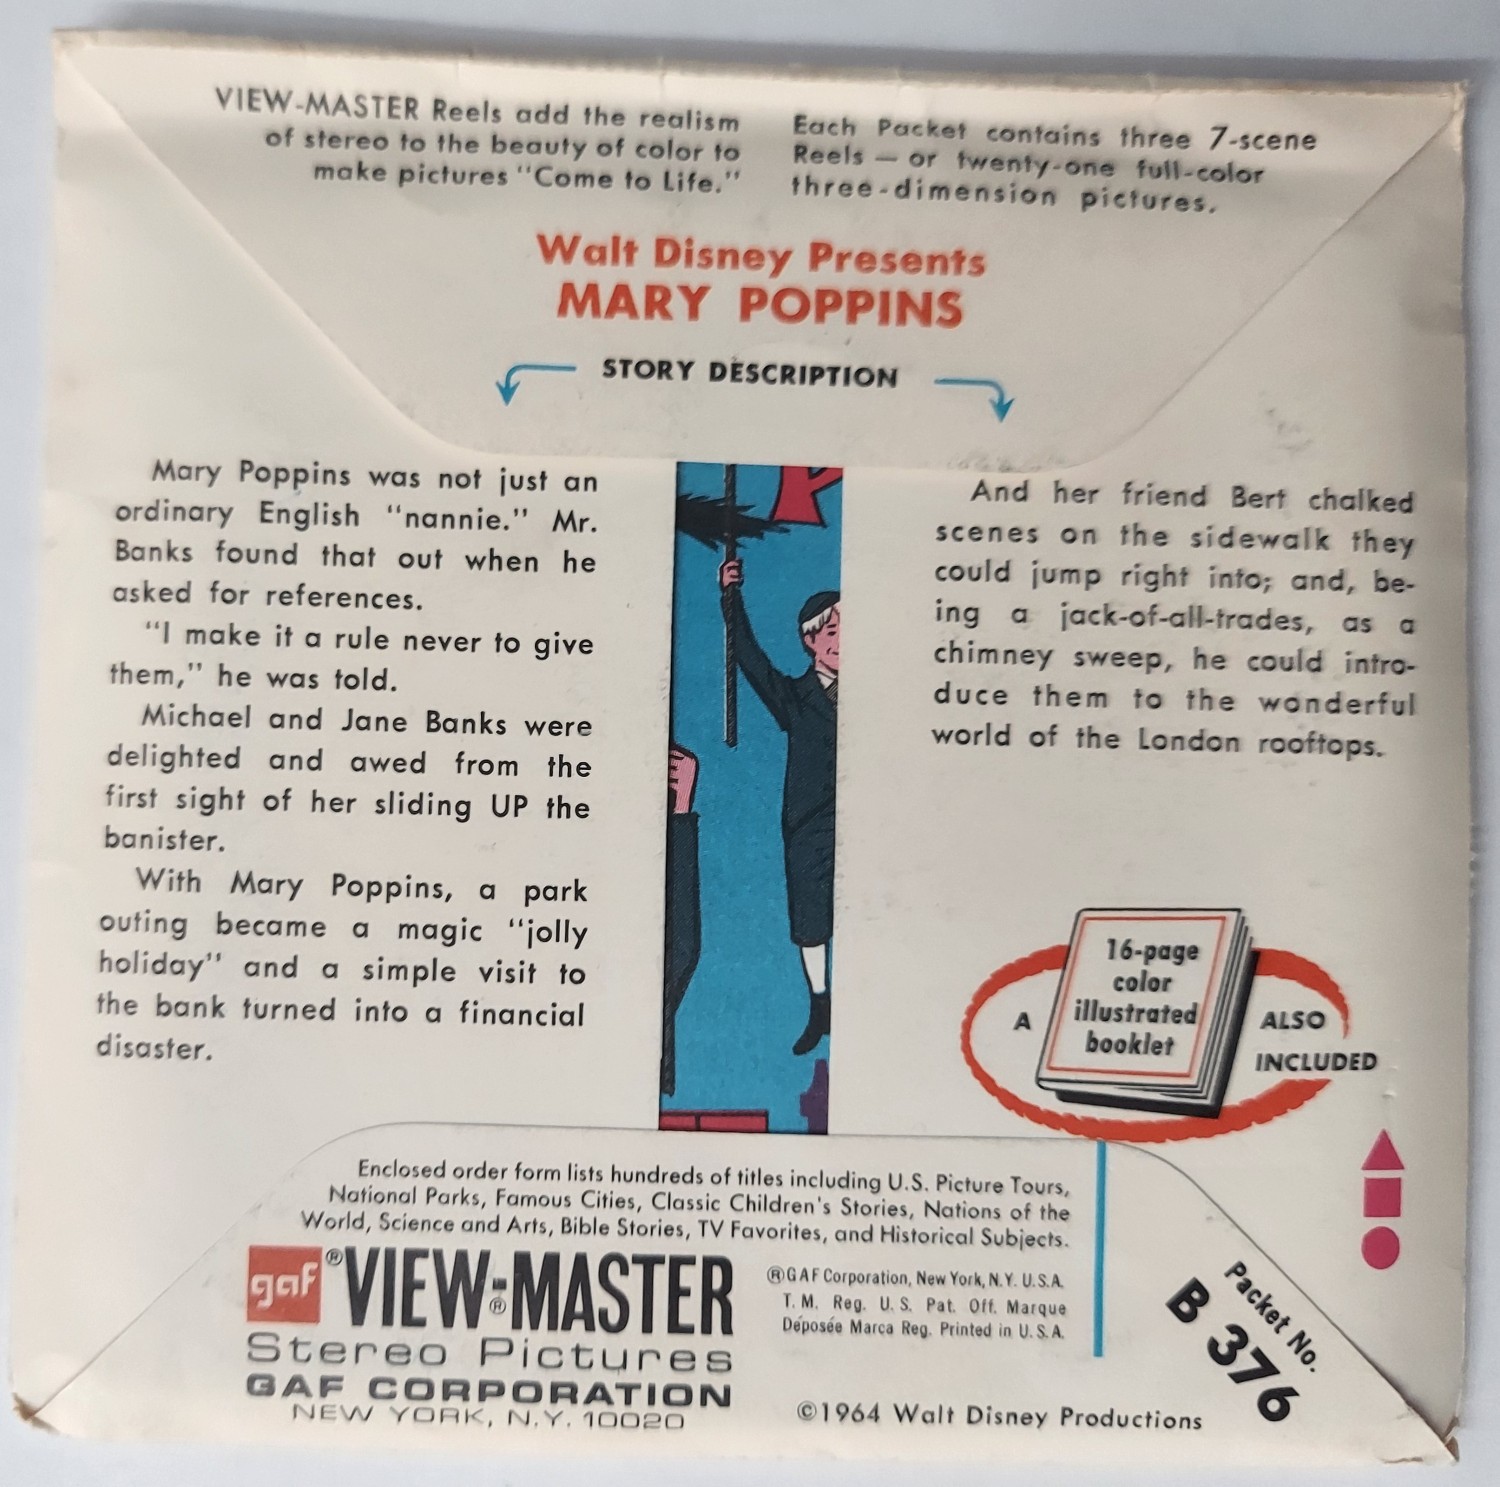 VIEW-MASTER Reels add the realism
of stereo to the beauty of color to
make pictures "Come to Life."
Each Packet contains three 7-scene
Reels — or twenty-one full-color
three-dimension pictures.
Walt Disney Presents
MARY POPPINS
STORY DESCRIPTION
Mary Poppins was not just an
ordinary English "nannie." Mr.
Banks found that out when he
asked for references.
"I make it a rule never to give
them," he was told.
Michael and Jane Banks were
delighted and awed from the
first sight of her sliding UP the
banister.
With Mary Poppins, a park
outing became a magic "jolly
holiday" and a simple visit to
the bank turned into a financial
disaster.
And her friend Bert chalked
scenes on the sidewalk they
could jump right into; and, be-
ing a jack-of-all-trades, as a
chimney sweep, he could intro-
duce them to the wonderful
world of the London rooftops.
A
16-page
color
illustrated
booklet
ALSO
INCLUDED
Enclosed order form lists hundreds of titles including U.S. Picture Tours,
National Parks, Famous Cities, Classic Children's Stories, Nations of the
World, Science and Arts, Bible Stories, TV Favorites, and Historical Subjects.
gaf ® VIEW-MASTER ®
Stereo Pictures
GAF CORPORATION
NEW YORK, N.Y. 10020
®GAF Corporation, New York, N.Y. U.S.A.
T.M. Reg. U.S. Pat. Off. Marque
Déposée Marca Reg. Printed in U.S.A.
©1964 Walt Disney Productions
Packet No.
B 376